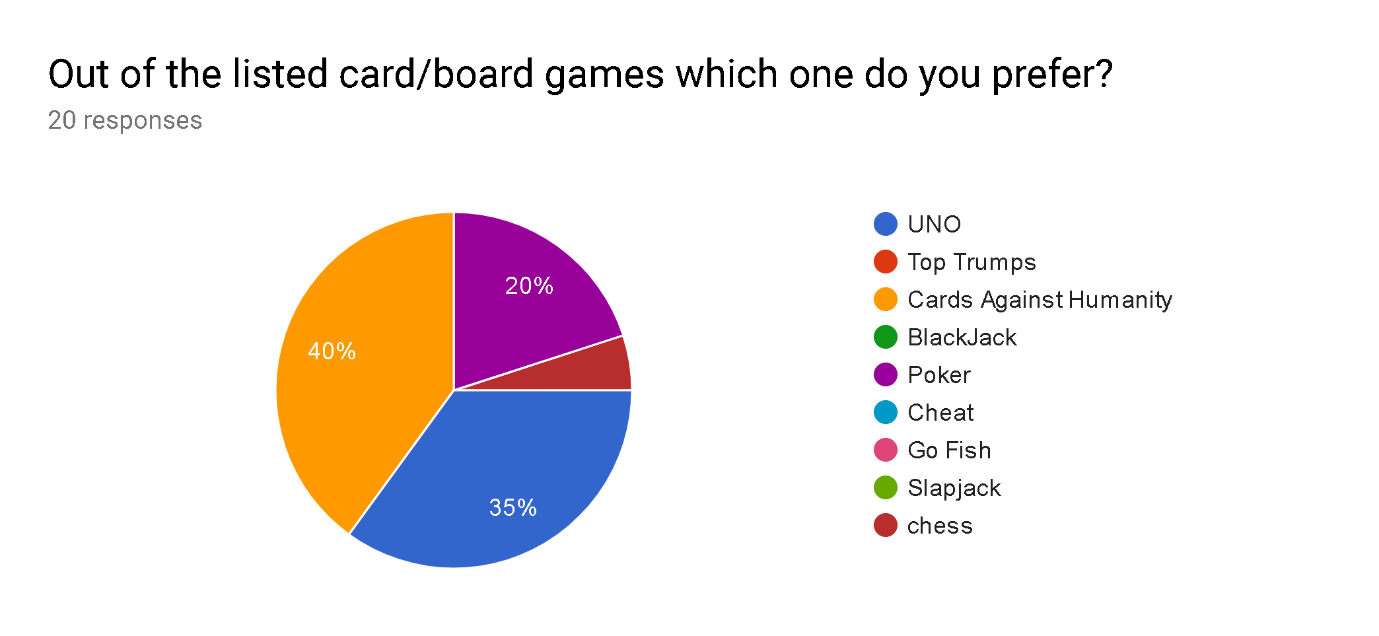 Out of the listed card/board games which one do you prefer?
20 responses
20%
40%
35%
UNO
Top Trumps
Cards Against Humanity
BlackJack
Poker
Cheat
Go Fish
Slapjack
chess